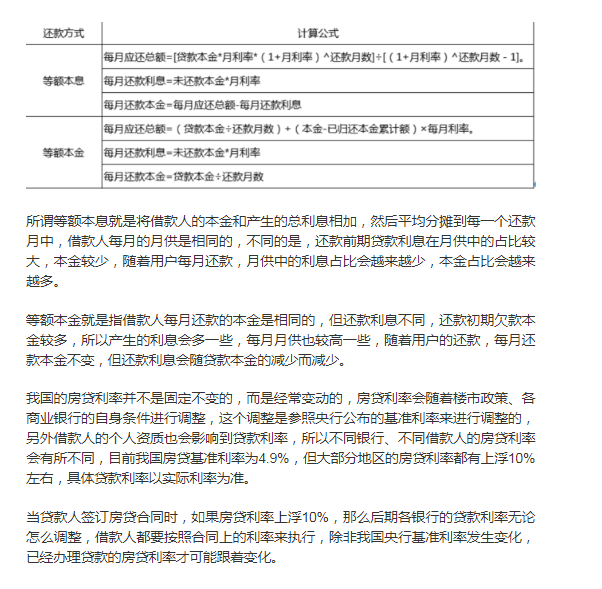 还款方式 计算公式
每月应还总额=[贷款本金*月利率*（1+月利率）^还款月数]÷[（1+月利率）^还款月数 - 1]。
等额本息 每月还款利息=未还款本金*月利率
每月还款本金=每月应还总额-每月还款利息
每月应还总额=（贷款本金÷还款月数）+（本金-已归还本金累计额）×每月利率。
等额本金 每月还款利息=未还款本金*月利率
每月还款本金=贷款本金÷还款月数
所谓等额本息就是将借款人的本金和产生的总利息相加，然后平均分摊到每一个还款
月中，借款人每月的月供是相同的，不同的是，还款前期贷款利息在月供中的占比较
大，本金较少，随着用户每月还款，月供中的利息占比会越来越少，本金占比会越来
越多。
等额本金就是指借款人每月还款的本金是相同的，但还款利息不同，还款初期欠款本
金较多，所以产生的利息会多一些，每月月供也较高一些，随着用户的还款，每月还
款本金不变，但还款利息会随贷款本金的减少而减少。
我国的房贷利率并不是固定不变的，而是经常变动的，房贷利率会随着楼市政策、各
商业银行的自身条件进行调整，这个调整是参照央行公布的基准利率来进行调整的，
另外借款人的个人资质也会影响到贷款利率，所以不同银行、不同借款人的房贷利率
会有所不同，目前我国房贷基准利率为4.9%，但大部分地区的房贷利率都有上浮10%
左右，具体贷款利率以实际利率为准。
当贷款人签订房贷合同时，如果房贷利率上浮10%，那么后期各银行的贷款利率无论
怎么调整，借款人都要按照合同上的利率来执行，除非我国央行基准利率发生变化，
已经办理贷款的房贷利率才可能跟着变化。